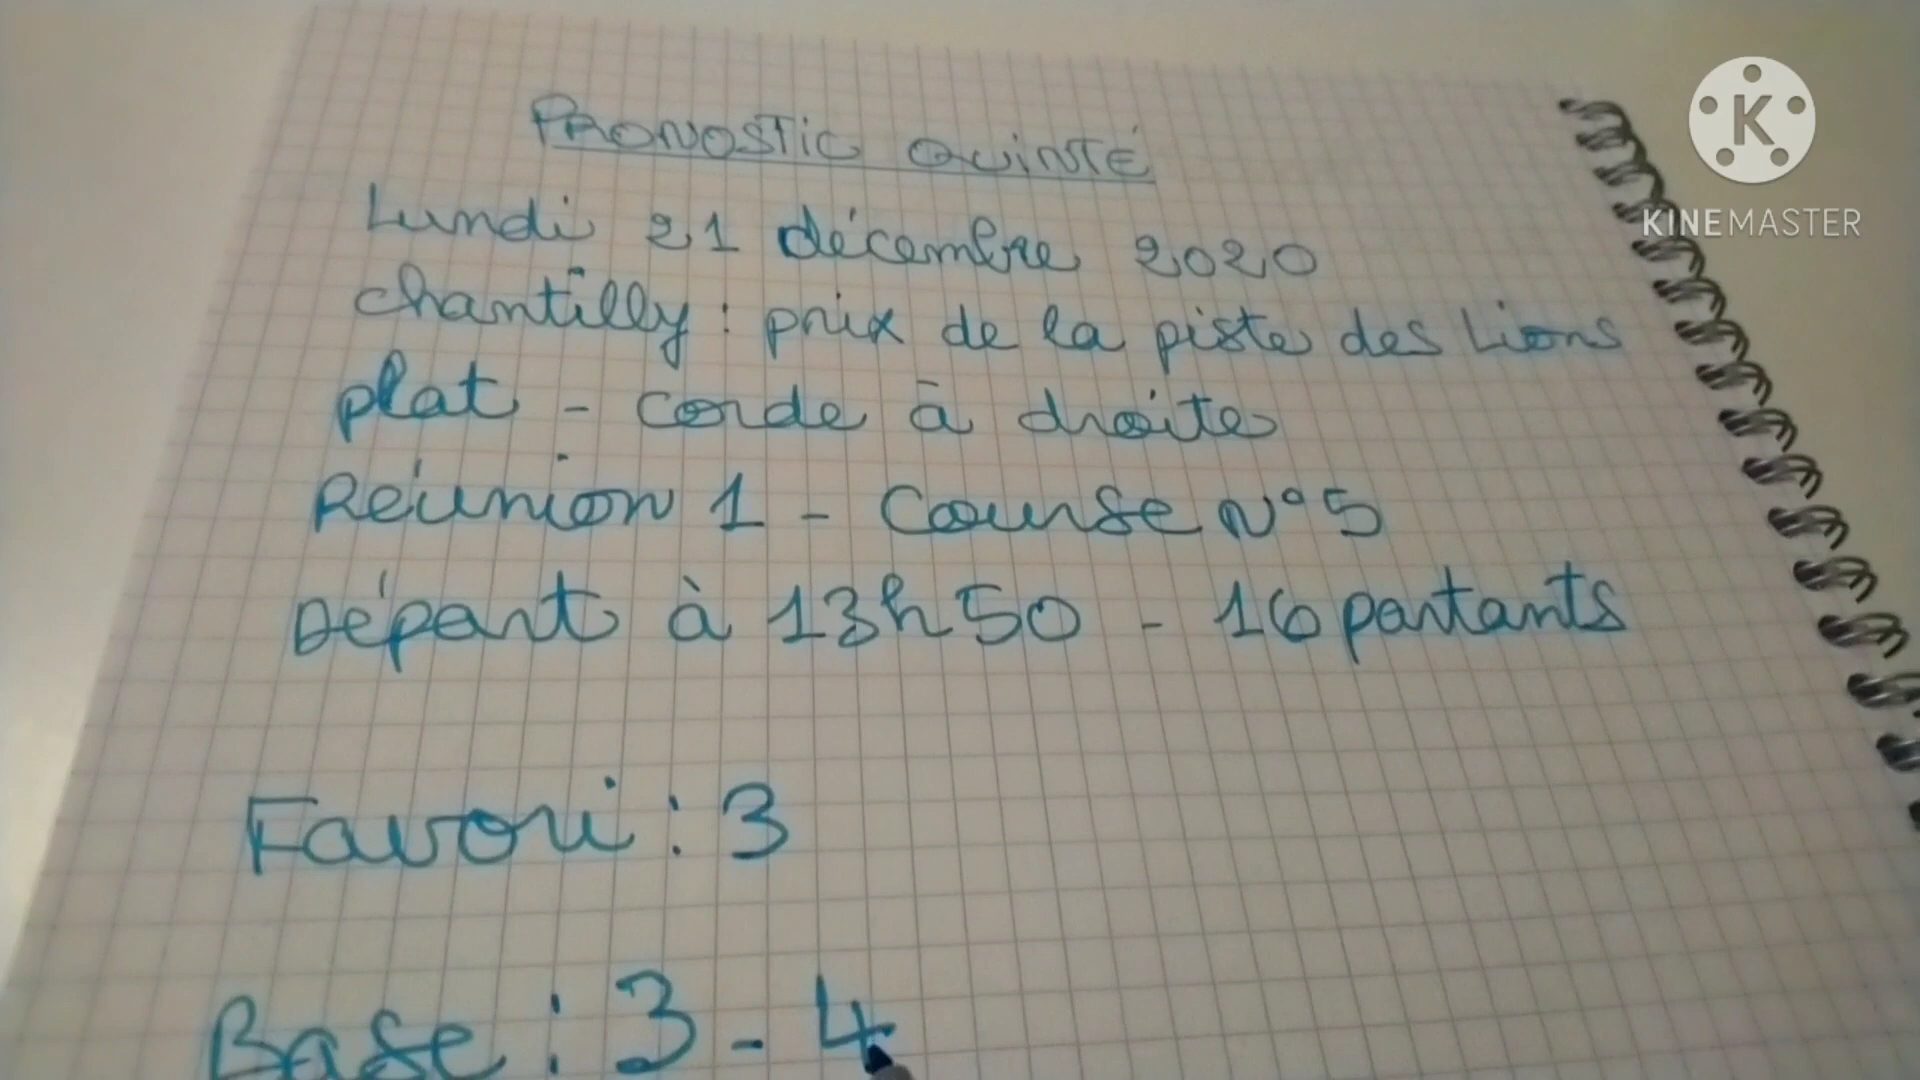 PRONOSTIC QUINTÉ
Lundi 21 décembre 2020
chantilly : prix de la piste des Lions
plat - corde à droite
Réunion 1 - Course N° 5
Départ à 13h50 - 16 partants
Favori : 3
Base : 3 - 4
K
KINEMASTER